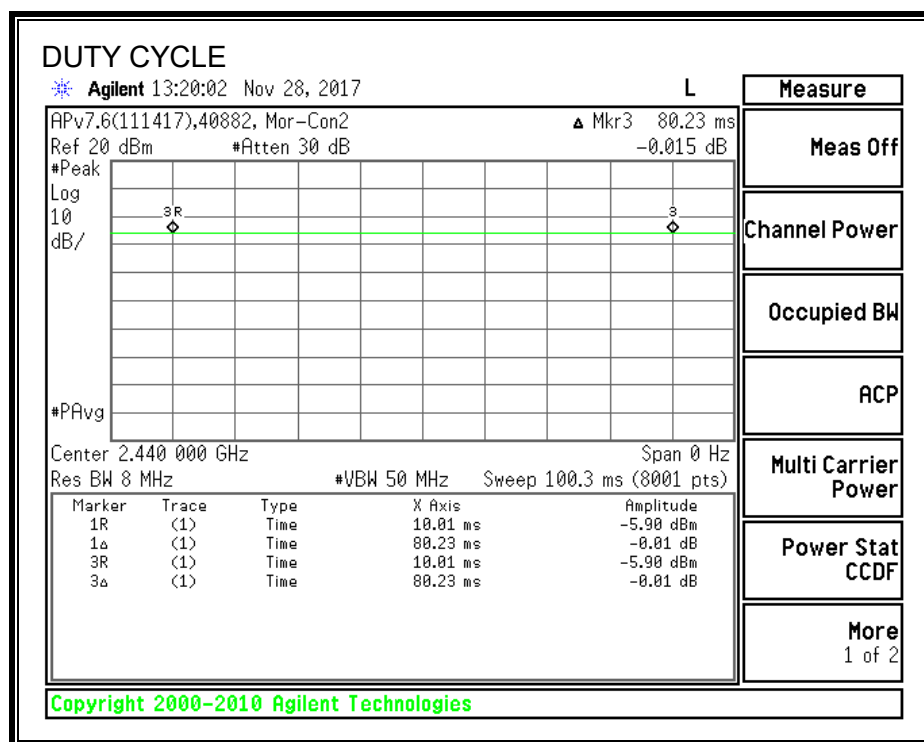 DUTY CYCLE
Agilent 13:20:02 Nov 28, 2017 L
Measure
APv7.6(111417),40882, Mor-Con2 Δ Mkr3 80.23 ms
Ref 20 dBm #Atten 30 dB -0.015 dB
Meas Off
#Peak
Log
10
dB/
3R 3
Channel Power
Occupied BW
ACP
#PAvg
Center 2.440 000 GHz Span 0 Hz
Res BW 8 MHz #VBW 50 MHz Sweep 100.3 ms (8001 pts)
Multi Carrier
Power
Marker Trace Type X Axis Amplitude
1R (1) Time 10.01 ms -5.90 dBm
1Δ (1) Time 80.23 ms -0.01 dB
3R (1) Time 10.01 ms -5.90 dBm
3Δ (1) Time 80.23 ms -0.01 dB
Power Stat
CCDF
More
1 of 2
Copyright 2000-2010 Agilent Technologies